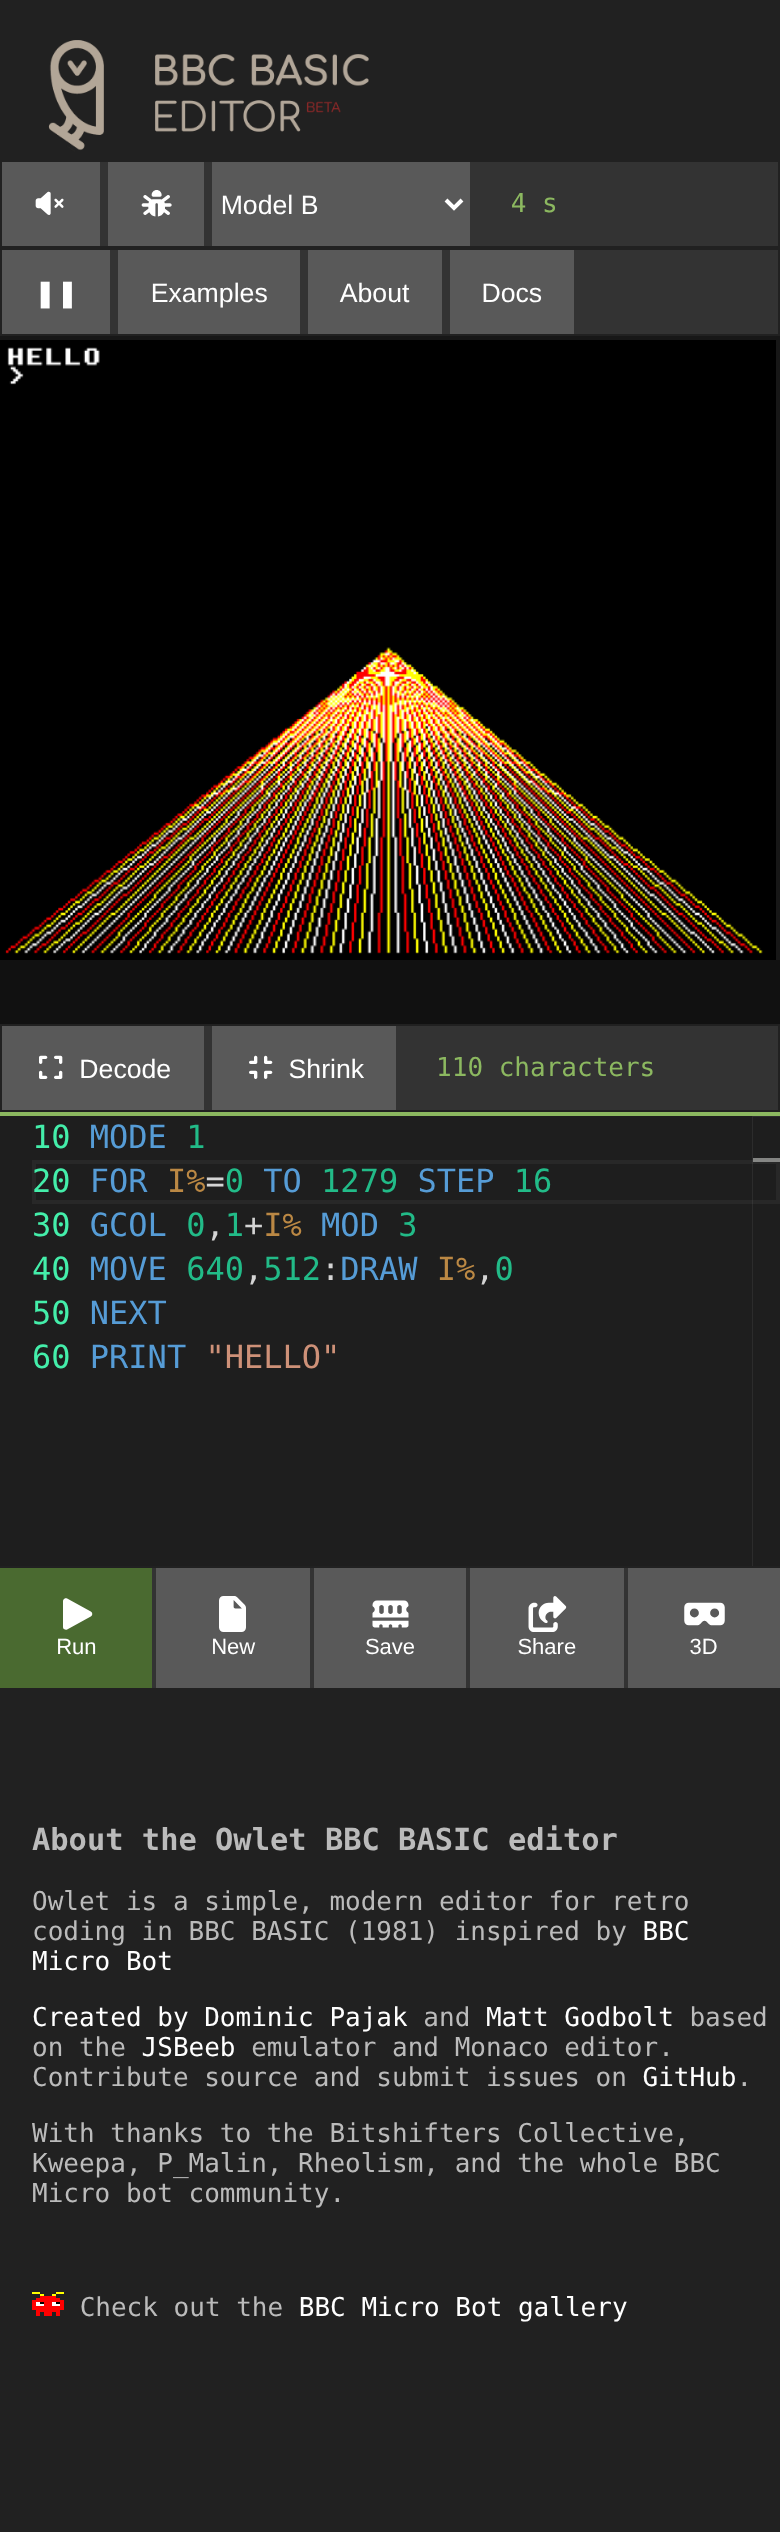 BBC BASIC
EDITOR BETA
Model B
4 s
Examples
About
Docs
HELLO
>
Decode
Shrink
110 characters
10 MODE 1
20 FOR I%=0 TO 1279 STEP 16
30 GCOL 0,1+I% MOD 3
40 MOVE 640,512:DRAW I%,0
50 NEXT
60 PRINT "HELLO"
Run
New
Save
Share
3D
About the Owlet BBC BASIC editor
Owlet is a simple, modern editor for retro
coding in BBC BASIC (1981) inspired by BBC
Micro Bot
Created by Dominic Pajak and Matt Godbolt based
on the JSBeeb emulator and Monaco editor.
Contribute source and submit issues on GitHub.
With thanks to the Bitshifters Collective,
Kweepa, P_Malin, Rheolism, and the whole BBC
Micro bot community.
Check out the BBC Micro Bot gallery